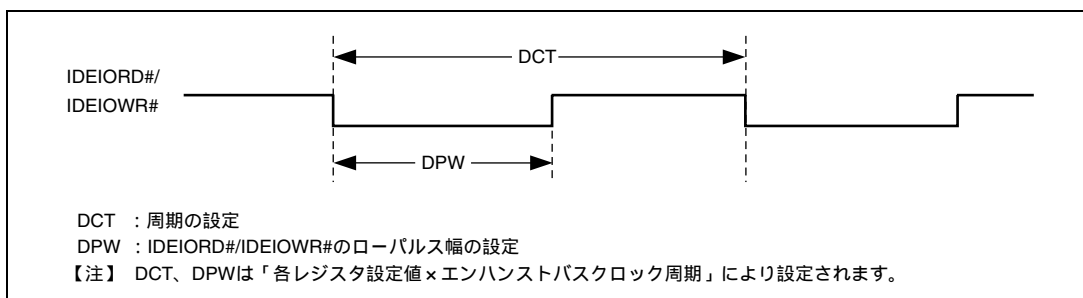 DCT
IDEIORD#/
IDEIOWR#
DPW
DCT ：周期の設定
DPW ：IDEIORD#/IDEIOWR#のローパルス幅の設定
【注】 DCT、DPWは「各レジスタ設定値×エンハンストバスクロック周期」により設定されます。